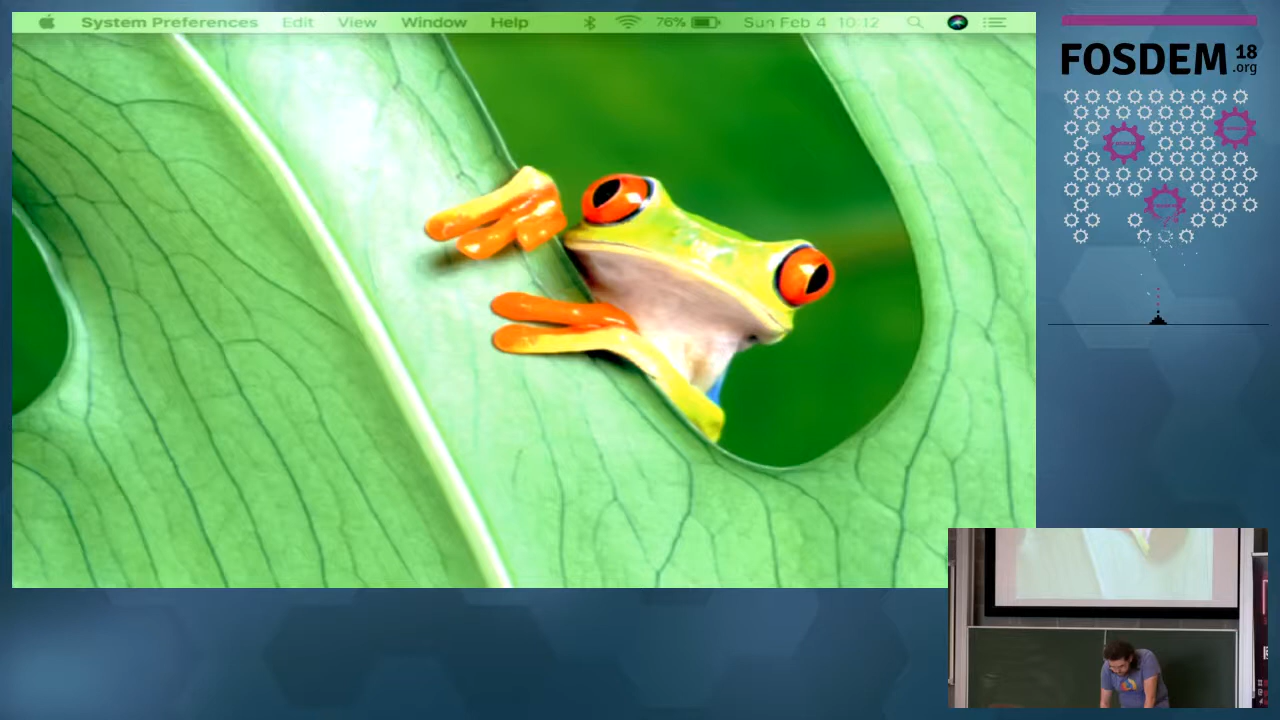 System Preferences Edit View Window Help 76% Sun Feb 4 10:12
FOSDEM 18
.org